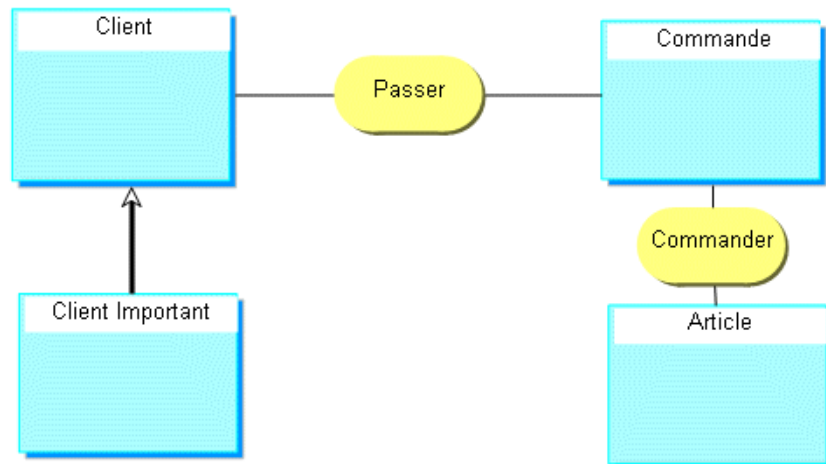 Client
Passer
Commande
Commander
Client Important
Article